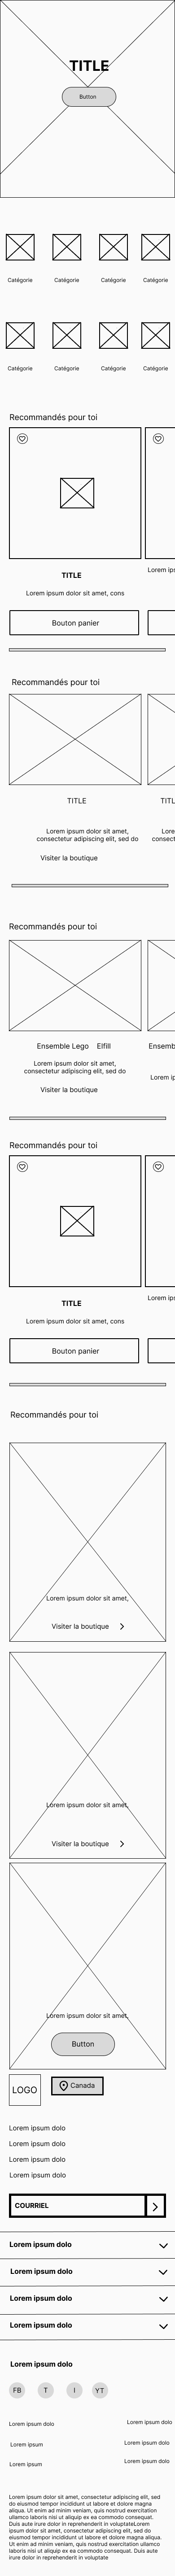 TITLE
Button
Catégorie Catégorie Catégorie Catégorie
Catégorie Catégorie Catégorie Catégorie
Recommandés pour toi
Lorem ips
TITLE
Lorem ipsum dolor sit amet, cons
Bouton panier
Recommandés pour toi
TITLE TITL
Lorem ipsum dolor sit amet, Lore
consectetur adipiscing elit, sed do consect
Visiter la boutique
Recommandés pour toi
Ensemble Lego Elfill Ensemb
Lorem ipsum dolor sit amet,
consectetur adipiscing elit, sed do
Lorem ip
Visiter la boutique
Recommandés pour toi
Lorem ips
TITLE
Lorem ipsum dolor sit amet, cons
Bouton panier
Recommandés pour toi
Lorem ipsum dolor sit amet,
Visiter la boutique
Lorem ipsum dolor sit amet,
Visiter la boutique
Lorem ipsum dolor sit amet,
Button
LOGO
Canada
Lorem ipsum dolo
Lorem ipsum dolo
Lorem ipsum dolo
Lorem ipsum dolo
COURRIEL
Lorem ipsum dolo
Lorem ipsum dolo
Lorem ipsum dolo
Lorem ipsum dolo
Lorem ipsum dolo
FB T I YT
Lorem ipsum dolo Lorem ipsum dolo
Lorem ipsum Lorem ipsum dolo
Lorem ipsum Lorem ipsum dolo
Lorem ipsum dolor sit amet, consectetur adipiscing elit, sed
do eiusmod tempor incididunt ut labore et dolore magna
aliqua. Ut enim ad minim veniam, quis nostrud exercitation
ullamco laboris nisi ut aliquip ex ea commodo consequat.
Duis aute irure dolor in reprehenderit in voluptateLorem
ipsum dolor sit amet, consectetur adipiscing elit, sed do
eiusmod tempor incididunt ut labore et dolore magna aliqua.
Ut enim ad minim veniam, quis nostrud exercitation ullamco
laboris nisi ut aliquip ex ea commodo consequat. Duis aute
irure dolor in reprehenderit in voluptate